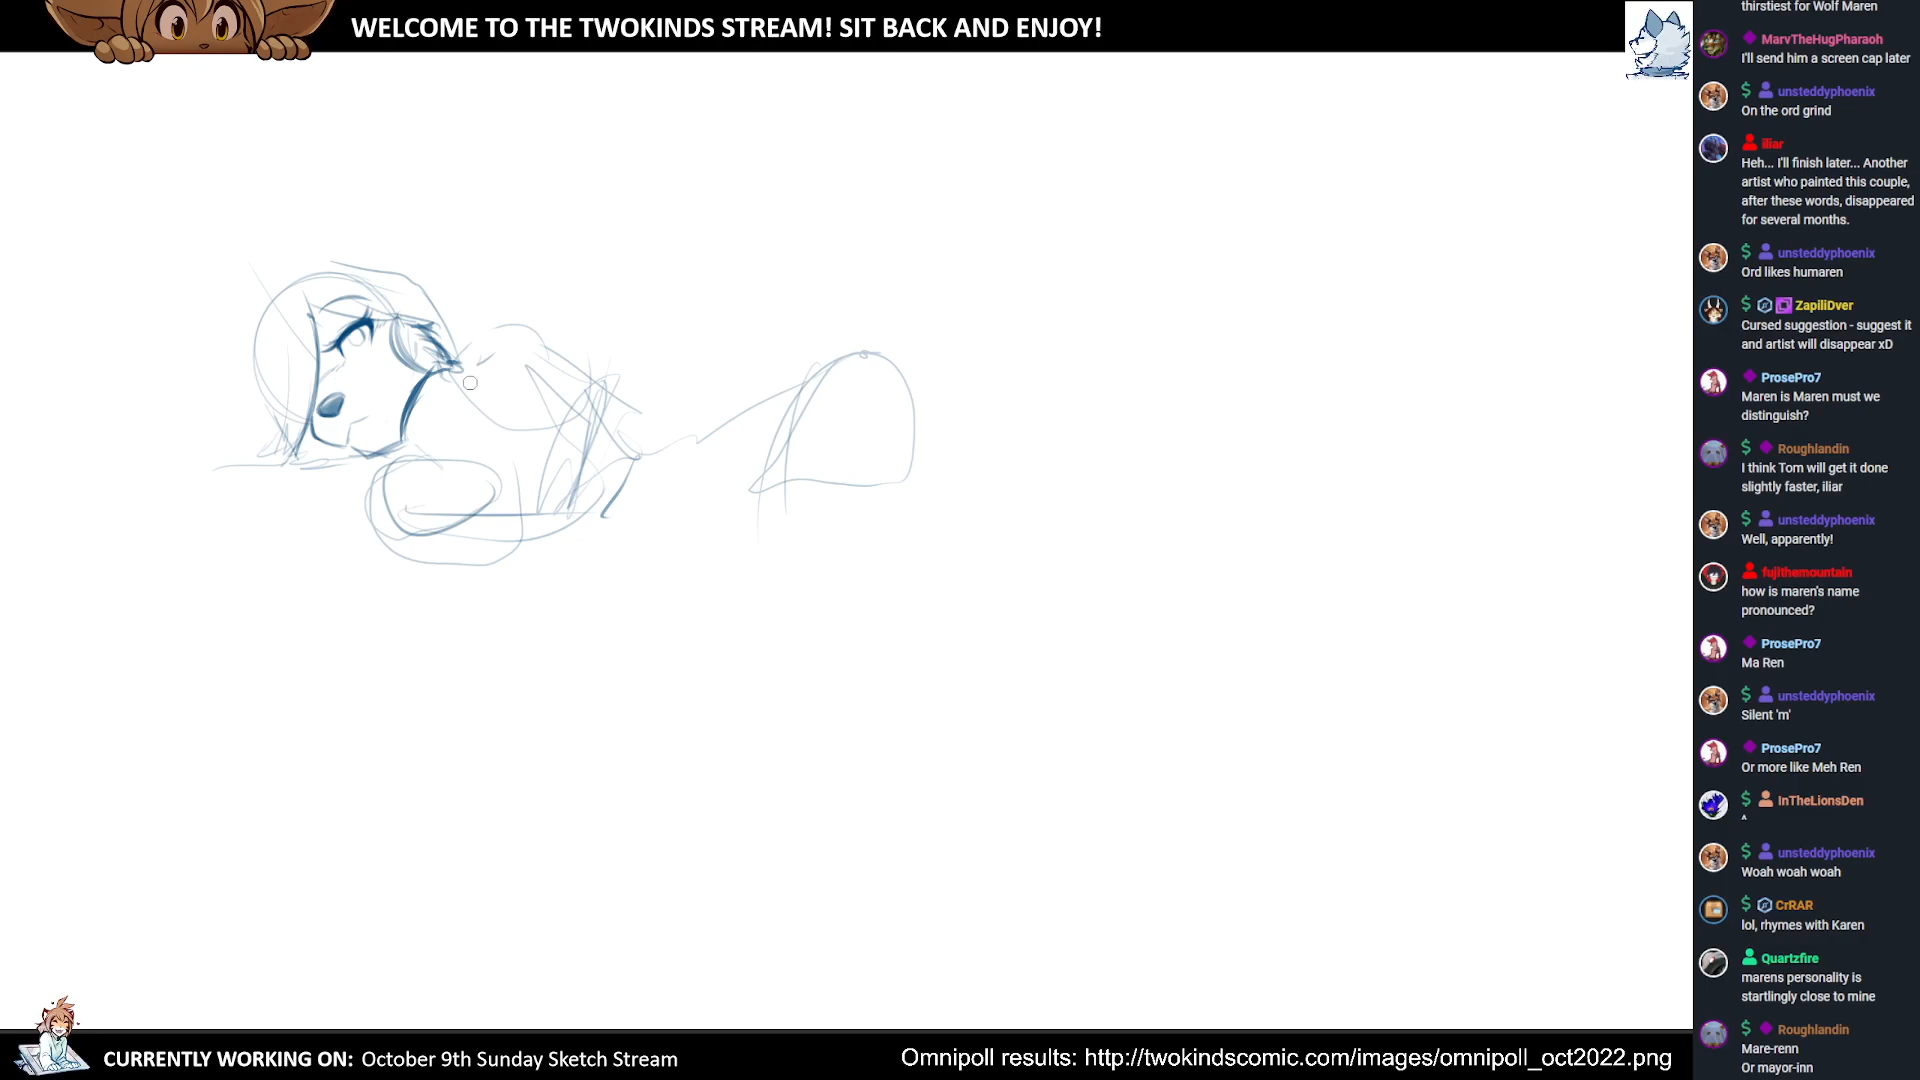 WELCOME TO THE TWOKINDS STREAM! SIT BACK AND ENJOY!
thirstiest for Wolf Maren
MarvTheHugPharaoh
I'll send him a screen cap later
unsteddyphoenix
On the ord grind
iliar
Heh... I'll finish later... Another
artist who painted this couple,
after these words, disappeared
for several months.
unsteddyphoenix
Ord likes humaren
ZapiliDver
Cursed suggestion - suggest it
and artist will disappear xD
ProsePro7
Maren is Maren must we
distinguish?
Roughlandin
I think Tom will get it done
slightly faster, iliar
unsteddyphoenix
Well, apparently!
fujithemountain
how is maren's name
pronounced?
ProsePro7
Ma Ren
unsteddyphoenix
Silent 'm'
ProsePro7
Or more like Meh Ren
InTheLionsDen
^
unsteddyphoenix
Woah woah woah
CrRAR
lol, rhymes with Karen
Quartzfire
marens personality is
startlingly close to mine
Roughlandin
Mare-renn
Or mayor-inn
CURRENTLY WORKING ON: October 9th Sunday Sketch Stream
Omnipoll results: http://twokindscomic.com/images/omnipoll_oct2022.png